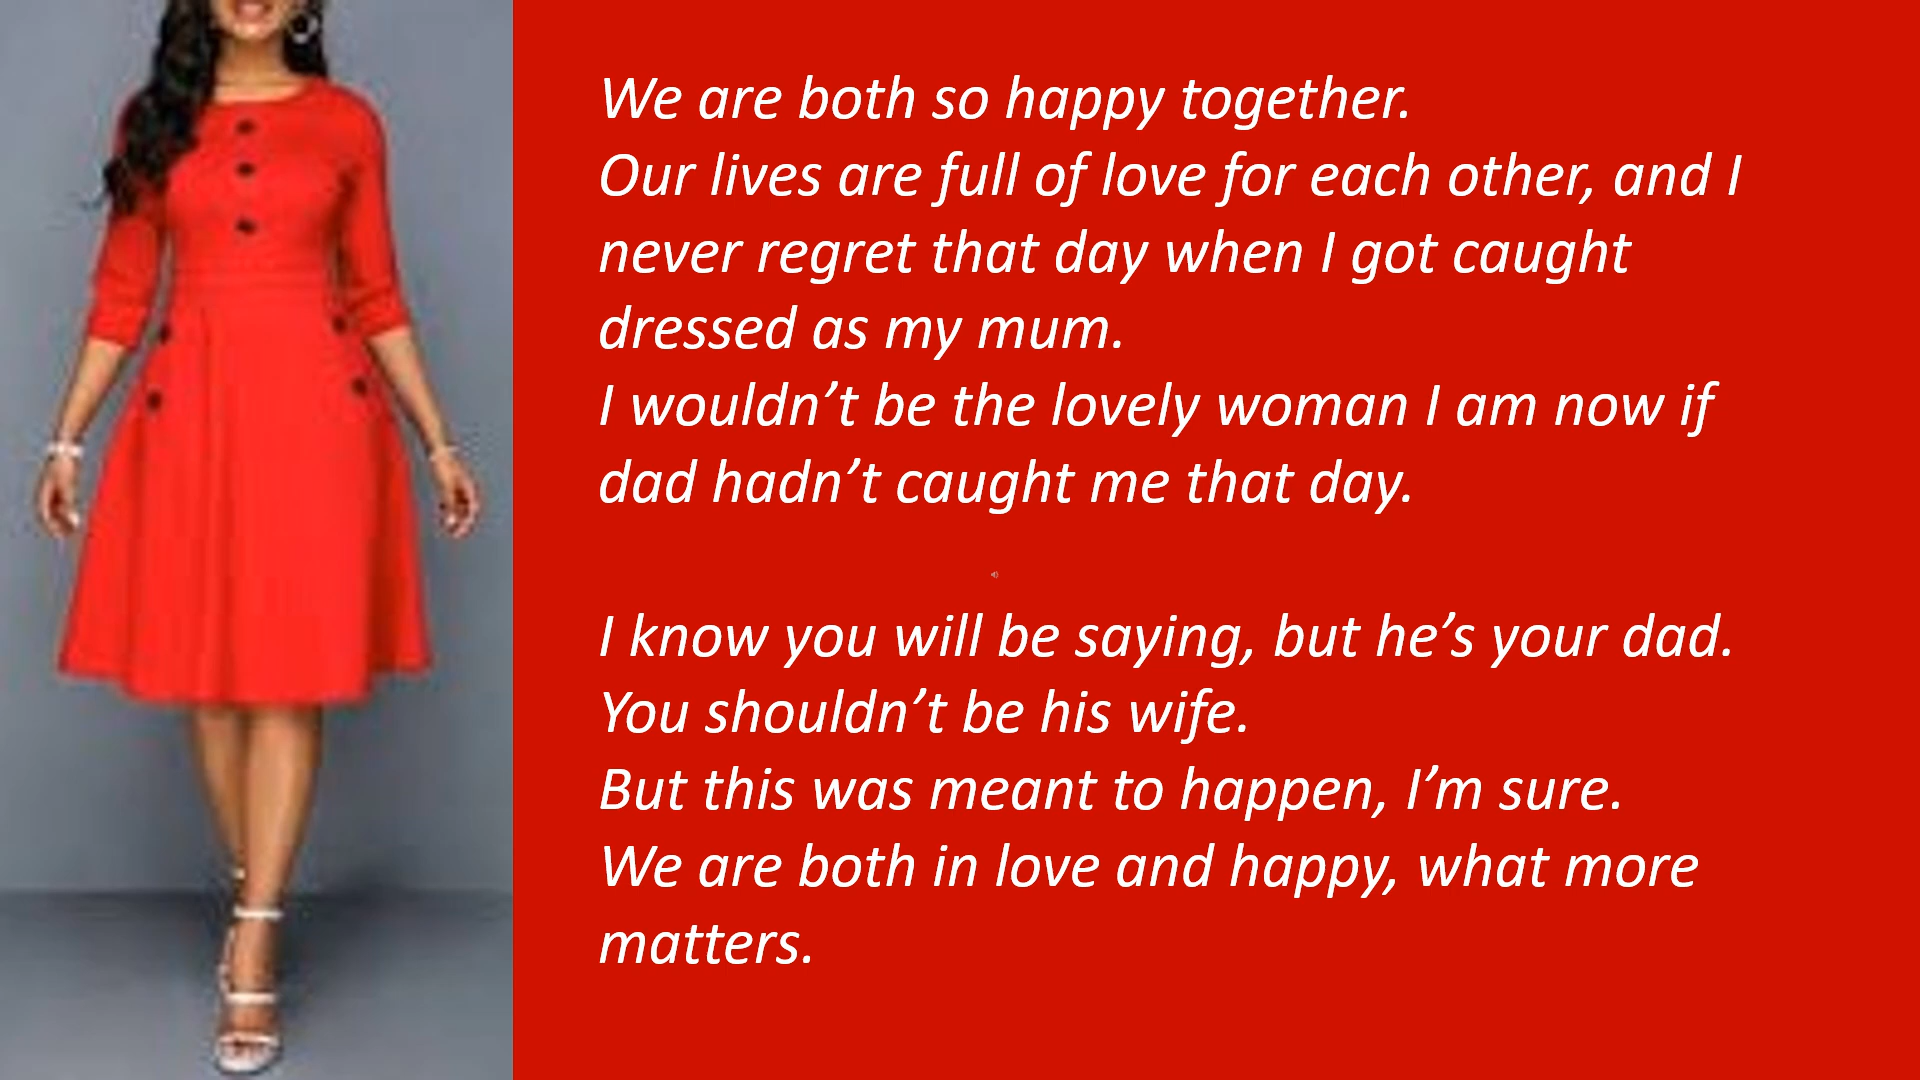 We are both so happy together.
Our lives are full of love for each other, and I
never regret that day when I got caught
dressed as my mum.
I wouldn’t be the lovely woman I am now if
dad hadn’t caught me that day.
I know you will be saying, but he’s your dad.
You shouldn’t be his wife.
But this was meant to happen, I’m sure.
We are both in love and happy, what more
matters.